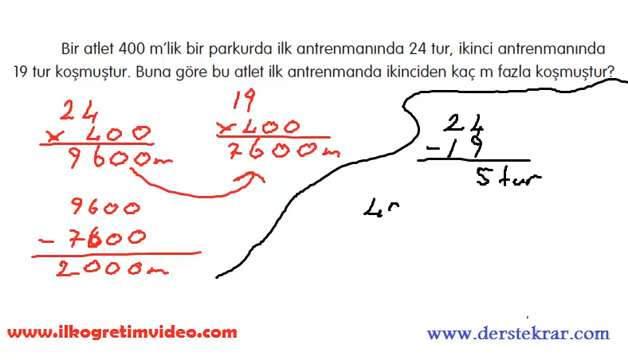 Bir atlet 400 m'lik bir parkurda ilk antrenmanında 24 tur, ikinci antrenmanında
19 tur koşmuştur. Buna göre bu atlet ilk antrenmanda ikinciden kaç m fazla koşmuştur?
24
x 400
9600m
9600
- 7600
2000m
19
x 400
7600m
24
- 19
5 tur
4
www.ilkogretimvideo.com
www.derstekrar.com